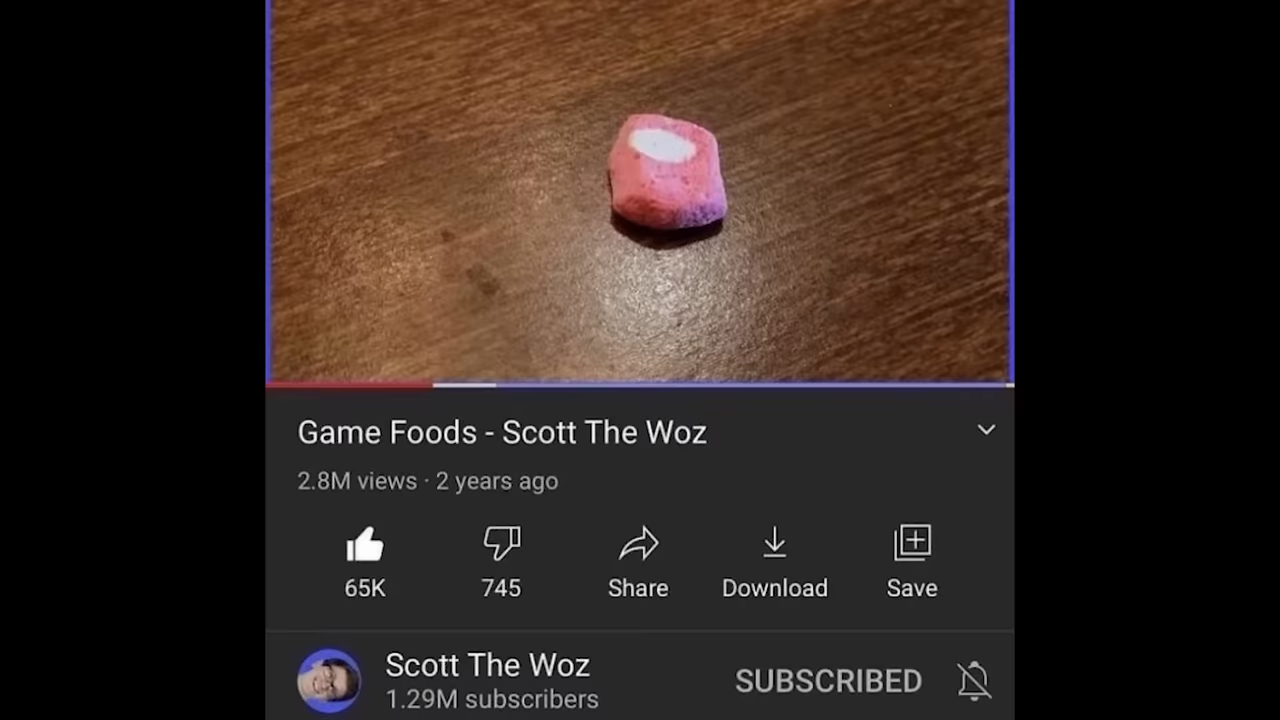 Game Foods - Scott The Woz
2.8M views · 2 years ago
65K
745
Share
Download
Save
Scott The Woz
1.29M subscribers
SUBSCRIBED